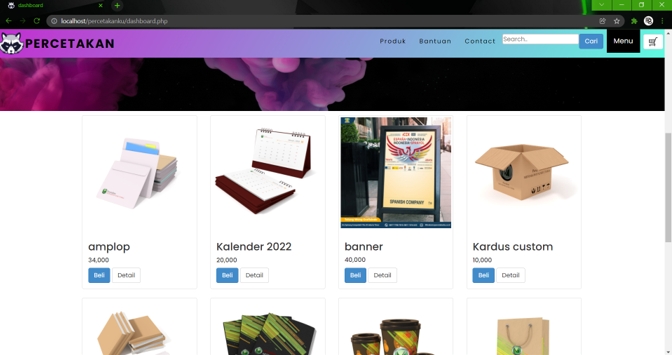 dashboard
localhost/percetakanku/dashboard.php
PERCETAKAN
Produk
Bantuan
Contact
Search..
Cari
Menu
amplop
34,000
Beli
Detail
Kalender 2022
20,000
Beli
Detail
SPANISH COMPANY
banner
40,000
Beli
Detail
Kardus custom
10,000
Beli
Detail